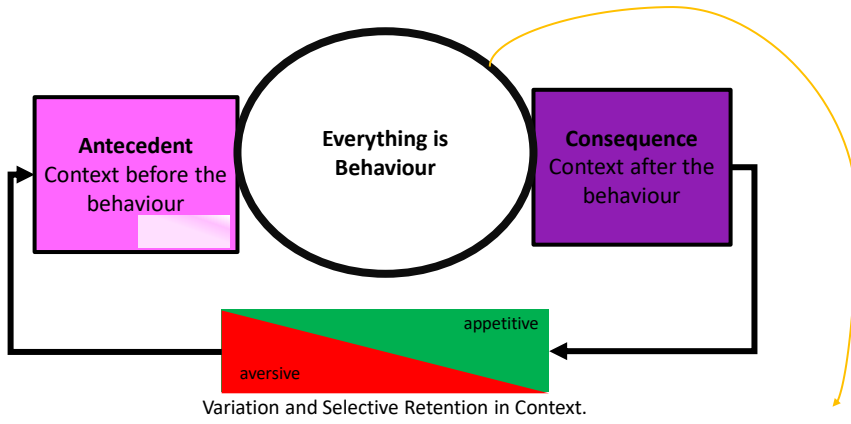 Antecedent
Context before the
behaviour
Everything is
Behaviour
Consequence
Context after the
behaviour
appetitive
aversive
Variation and Selective Retention in Context.